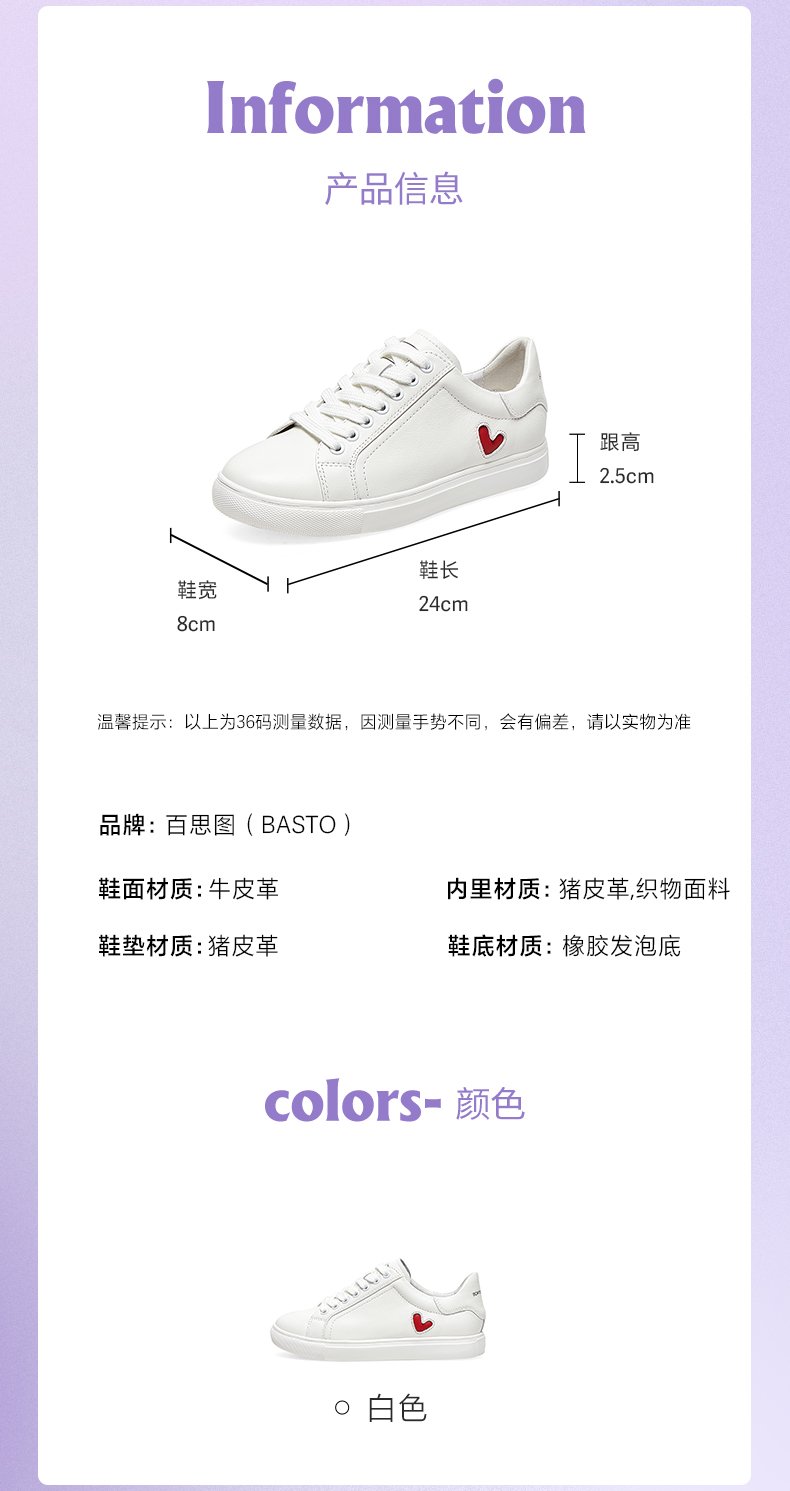 Information
产品信息
跟高
2.5cm
鞋长
24cm
鞋宽
8cm
温馨提示：以上为36码测量数据，因测量手势不同，会有偏差，请以实物为准
品牌：百思图（BASTO）
鞋面材质：牛皮革 内里材质：猪皮革,织物面料
鞋垫材质：猪皮革 鞋底材质：橡胶发泡底
colors- 颜色
白色